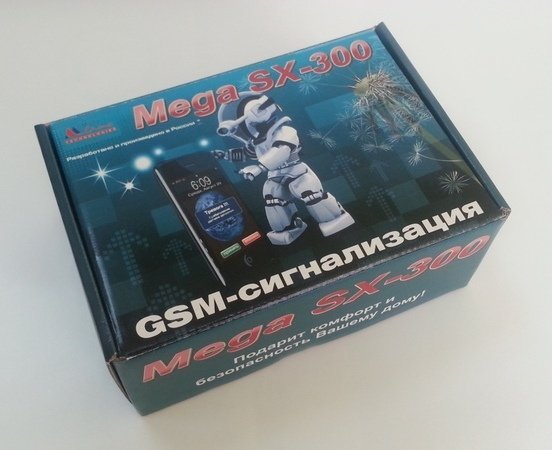 Mega SX-300
TECHNOLOGIES
Разработано и произведено в России
6:09
Тревога !!!
GSM-сигнализация
Mega SX-300
Подарит комфорт и
безопасность Вашему дому!